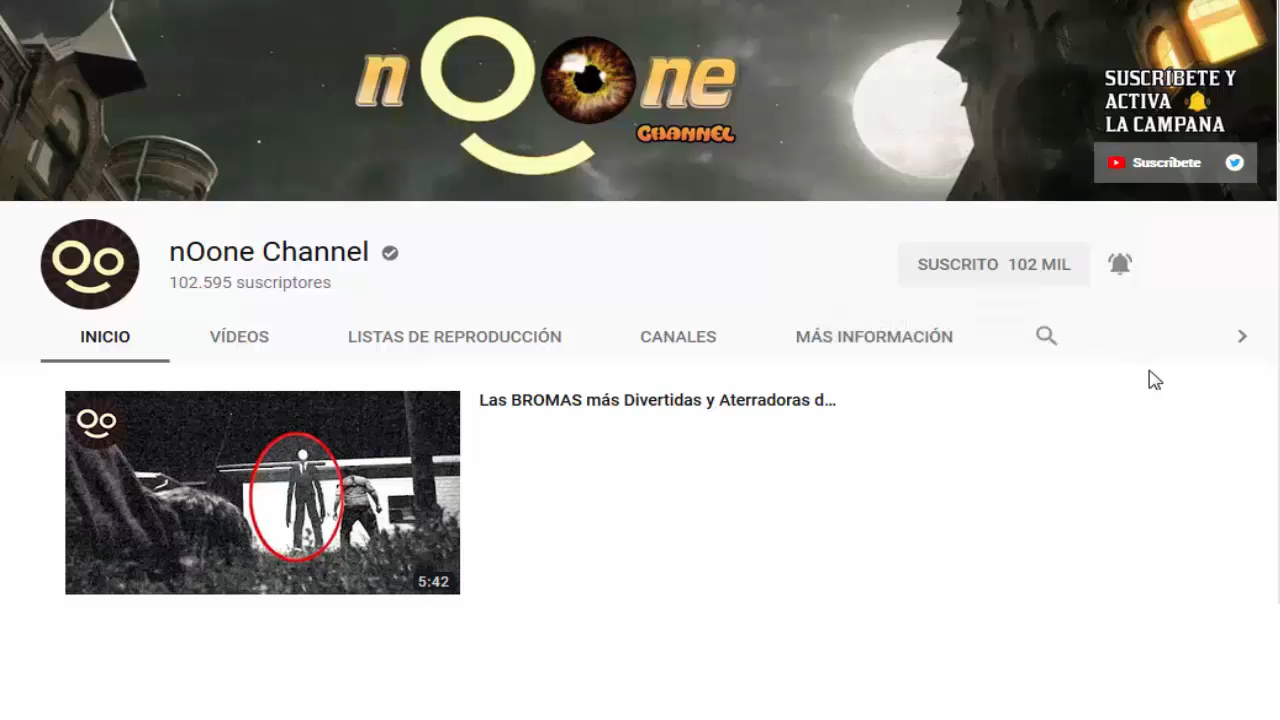 nOone
CHANNEL
SUSCRÍBETE Y
ACTIVA
LA CAMPANA
Suscríbete
nOone Channel
102.595 suscriptores
SUSCRITO 102 MIL
INICIO VÍDEOS LISTAS DE REPRODUCCIÓN CANALES MÁS INFORMACIÓN
Las BROMAS más Divertidas y Aterradoras d...
5:42